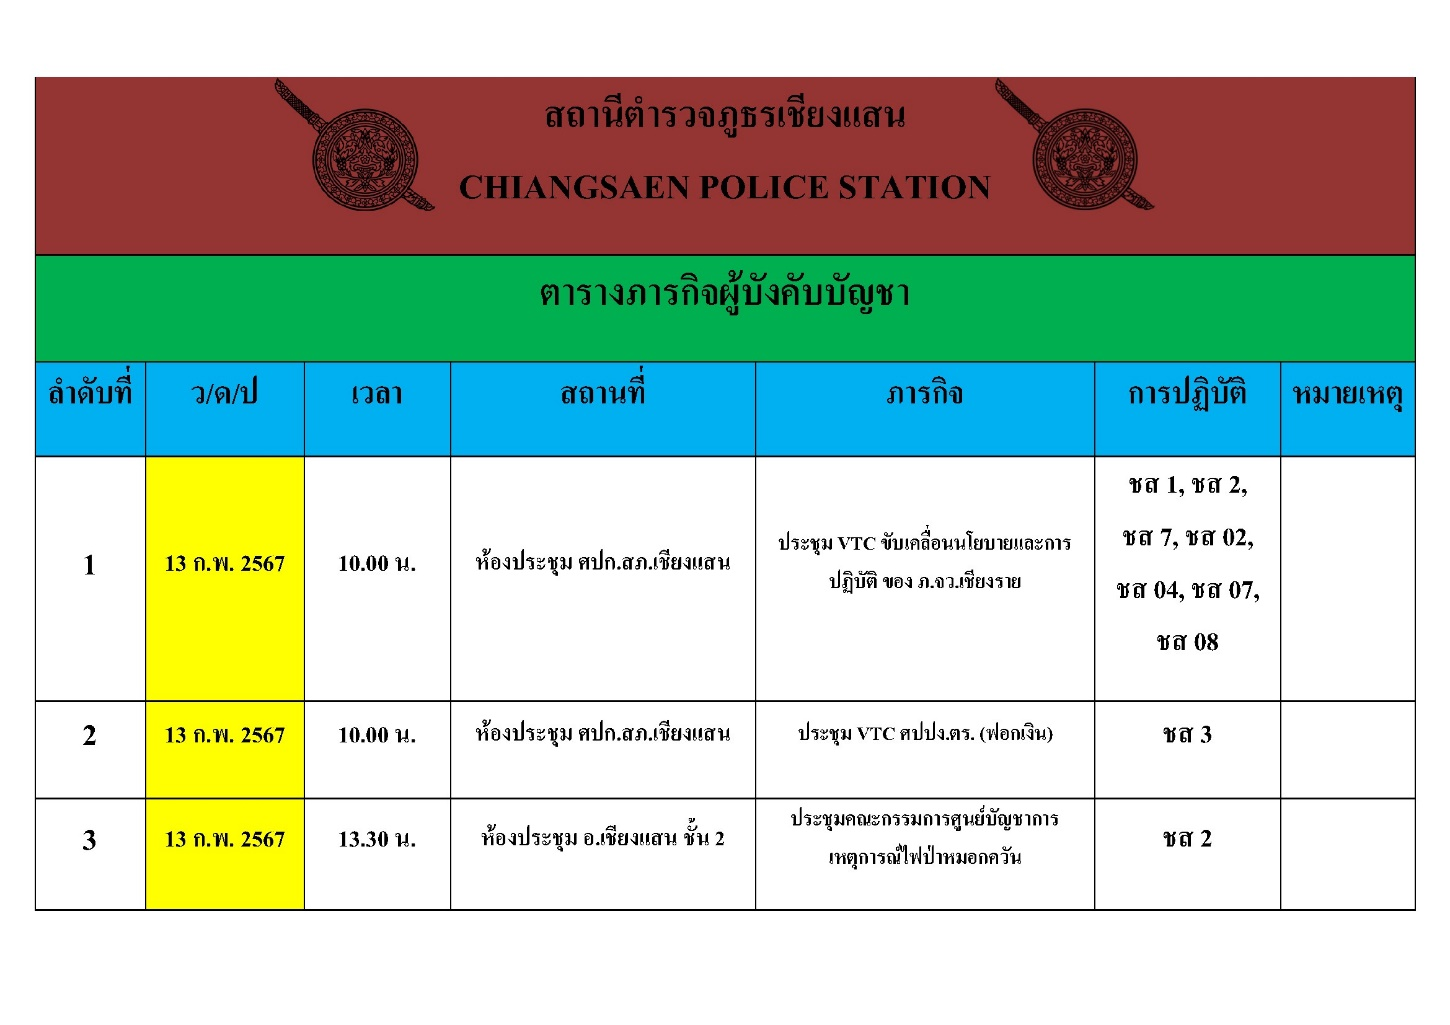 สถานีตำรวจภูธรเชียงแสน
CHIANGSAEN POLICE STATION
ตารางภารกิจผู้บังคับบัญชา
ลำดับที่ ว/ด/ป เวลา สถานที่ ภารกิจ การปฏิบัติ หมายเหตุ
1 13 ก.พ. 2567 10.00 น. ห้องประชุม ศปก.สภ.เชียงแสน
ประชุม VTC ขับเคลื่อนนโยบายและการ
ปฏิบัติ ของ ภ.จว.เชียงราย
ชส 1, ชส 2,
ชส 7, ชส 02,
ชส 04, ชส 07,
ชส 08
2 13 ก.พ. 2567 10.00 น. ห้องประชุม ศปก.สภ.เชียงแสน ประชุม VTC ศปปง.ตร. (ฟอกเงิน) ชส 3
3 13 ก.พ. 2567 13.30 น. ห้องประชุม อ.เชียงแสน ชั้น 2
ประชุมคณะกรรมการศูนย์บัญชาการ
เหตุการณ์ไฟป่าหมอกควัน
ชส 2